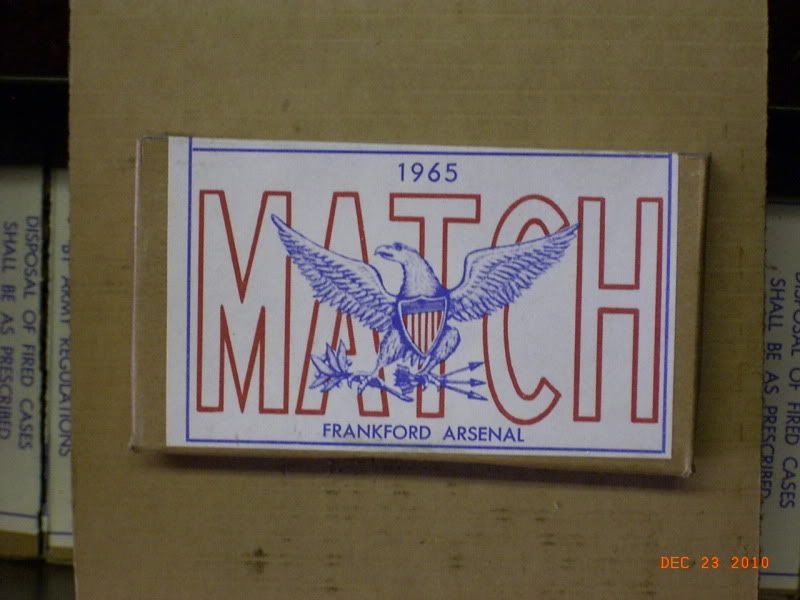 1965
MATCH
FRANKFORD ARSENAL
DISPOSAL OF FIRED CASES
SHALL BE AS PRESCRIBED
BY ARMY REGULATIONS
DISPOSAL OF FIRED CASES
SHALL BE AS PRESCRIBED
DEC 23 2010